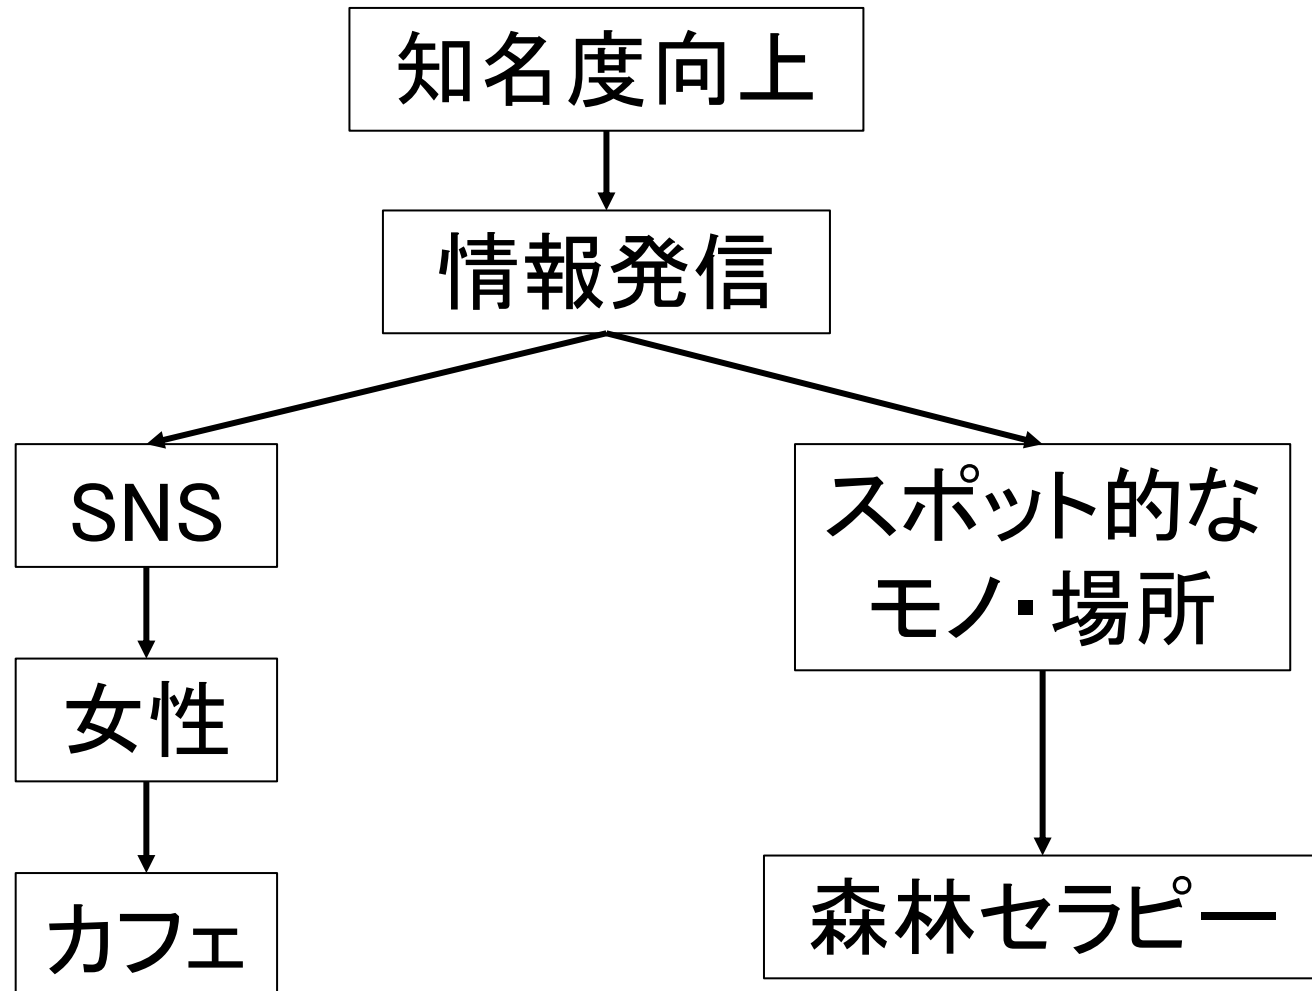 知名度向上
情報発信
SNS
スポット的な
モノ・場所
女性
カフェ
森林セラピー